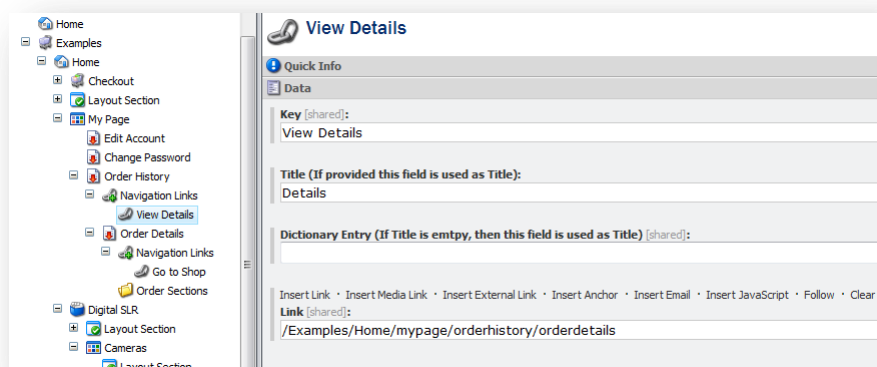 Home
Examples
Home
Checkout
Layout Section
My Page
Edit Account
Change Password
Order History
Navigation Links
View Details
Order Details
Navigation Links
Go to Shop
Order Sections
Digital SLR
Layout Section
Cameras
Layout Section
View Details
Quick Info
Data
Key [shared]:
View Details
Title (If provided this field is used as Title):
Details
Dictionary Entry (If Title is emtpy, then this field is used as Title) [shared]:
Insert Link · Insert Media Link · Insert External Link · Insert Anchor · Insert Email · Insert JavaScript · Follow · Clear
Link [shared]:
/Examples/Home/mypage/orderhistory/orderdetails